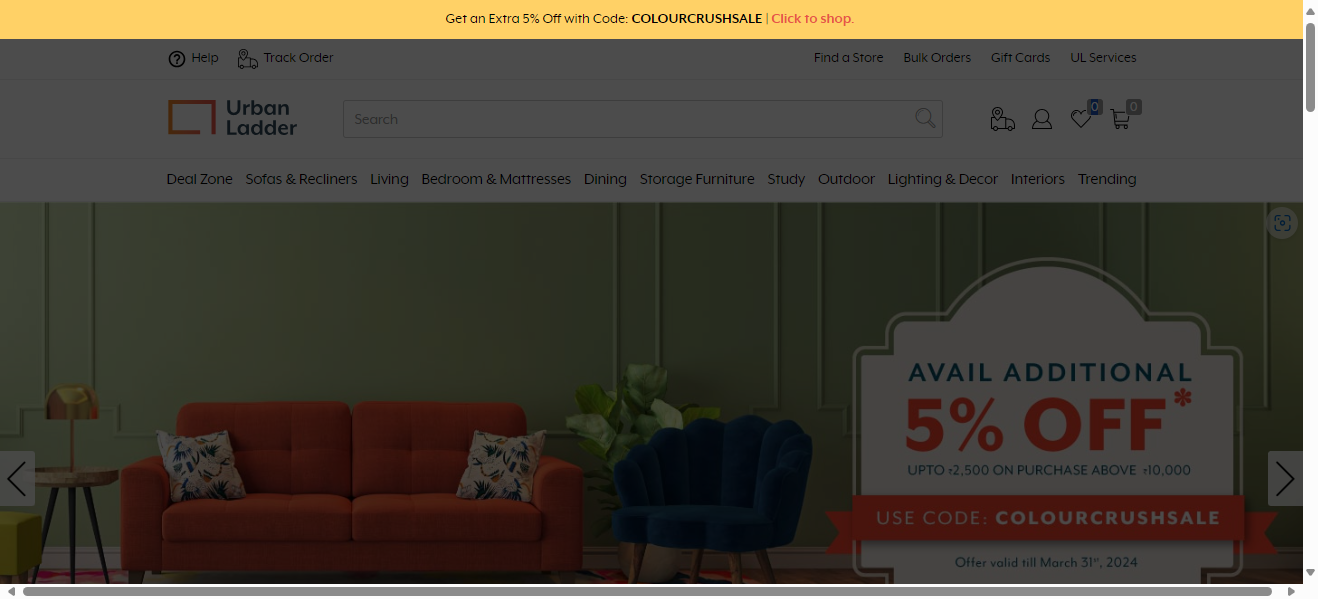 Get an Extra 5% Off with Code: COLOURCRUSHSALE | Click to shop.
Help Track Order Find a Store Bulk Orders Gift Cards UL Services
Urban
Ladder
Search
0 0
Deal Zone Sofas & Recliners Living Bedroom & Mattresses Dining Storage Furniture Study Outdoor Lighting & Decor Interiors Trending
AVAIL ADDITIONAL
5% OFF*
UPTO ₹2,500 ON PURCHASE ABOVE ₹10,000
USE CODE: COLOURCRUSHSALE
Offer valid till March 31st, 2024